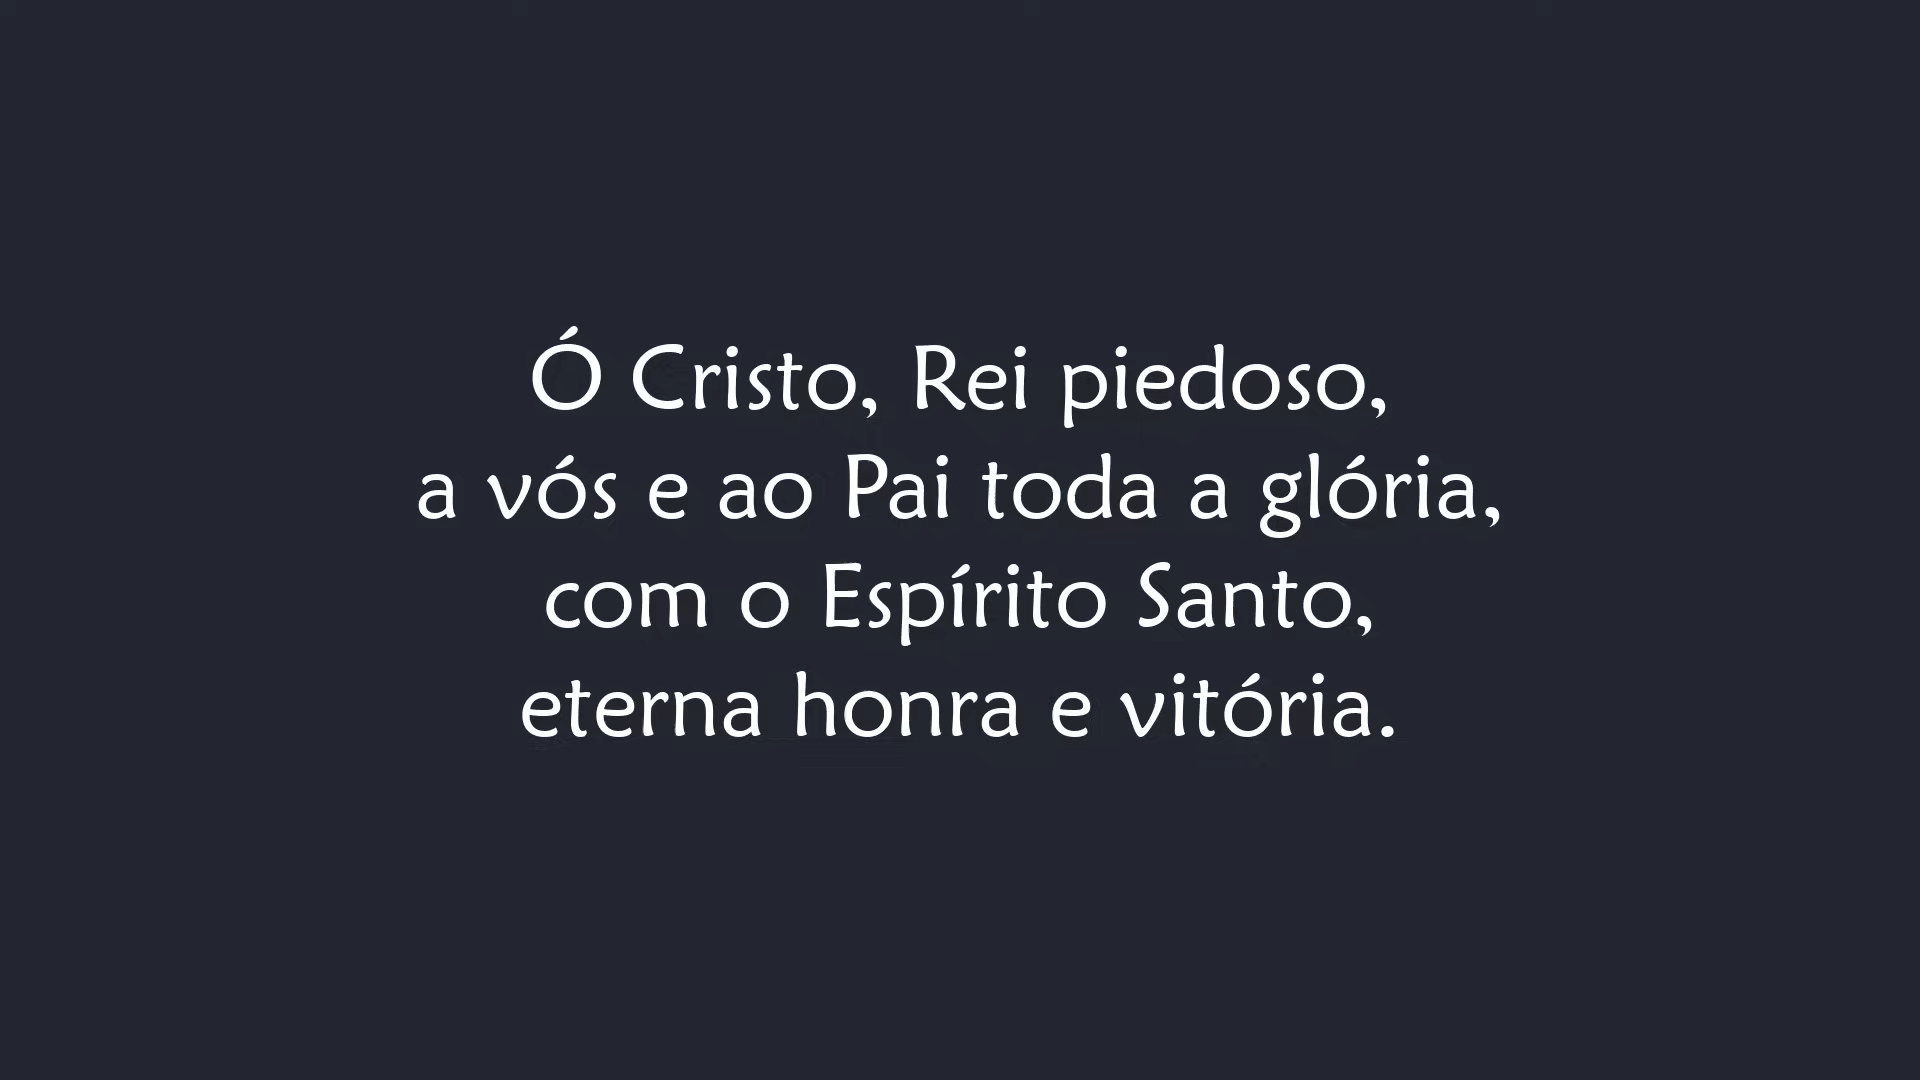 Ó Cristo, Rei piedoso,
a vós e ao Pai toda a glória,
com o Espírito Santo,
eterna honra e vitória.